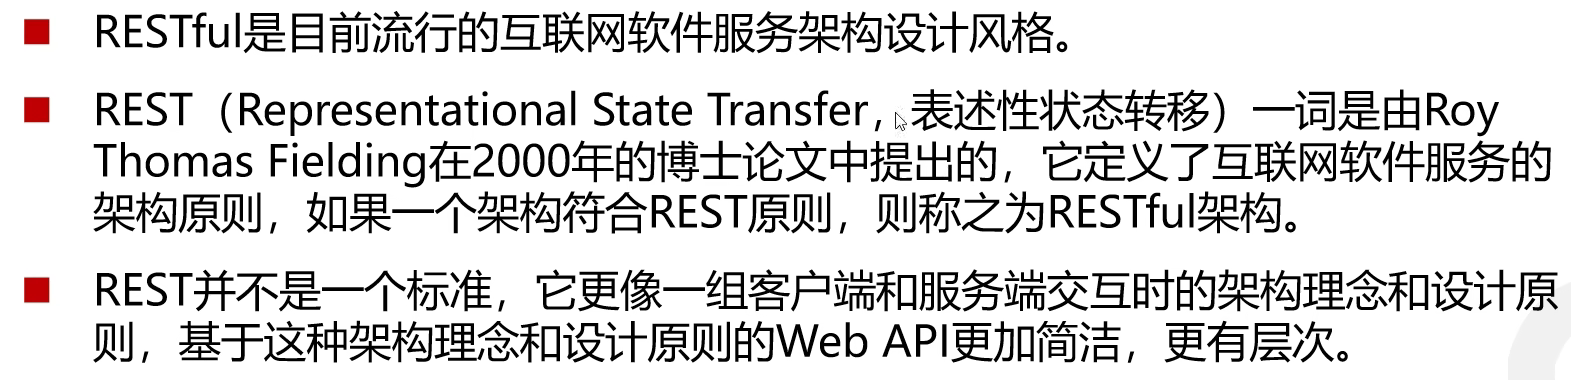 RESTful是目前流行的互联网软件服务架构设计风格。
REST（Representational State Transfer，表述性状态转移）一词是由Roy
Thomas Fielding在2000年的博士论文中提出的，它定义了互联网软件服务的
架构原则，如果一个架构符合REST原则，则称之为RESTful架构。
REST并不是一个标准，它更像一组客户端和服务端交互时的架构理念和设计原
则，基于这种架构理念和设计原则的Web API更加简洁，更有层次。